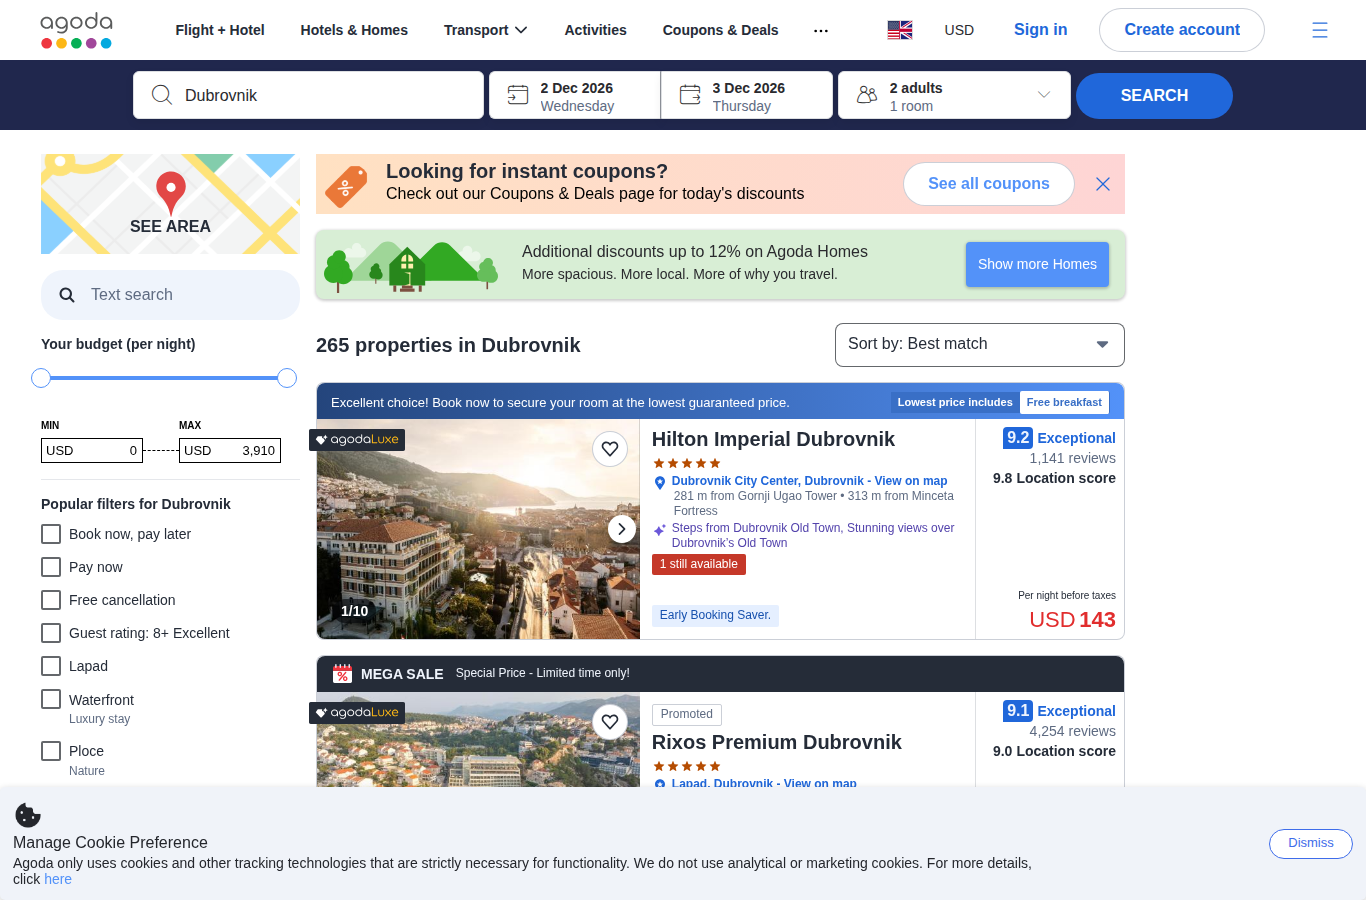 agoda
Flight + Hotel
Hotels & Homes
Transport
Activities
Coupons & Deals
...
USD
Sign in
Create account
Dubrovnik
2 Dec 2026
Wednesday
3 Dec 2026
Thursday
2 adults
1 room
SEARCH
SEE AREA
Text search
Your budget (per night)
MIN
MAX
USD 0
USD 3,910
Popular filters for Dubrovnik
Book now, pay later
Pay now
Free cancellation
Guest rating: 8+ Excellent
Lapad
Waterfront
Luxury stay
Ploce
Nature
Looking for instant coupons?
Check out our Coupons & Deals page for today's discounts
See all coupons
Additional discounts up to 12% on Agoda Homes
More spacious. More local. More of why you travel.
Show more Homes
265 properties in Dubrovnik
Sort by: Best match
Excellent choice! Book now to secure your room at the lowest guaranteed price.
Lowest price includes
Free breakfast
agodaLuxe
1/10
Hilton Imperial Dubrovnik
Dubrovnik City Center, Dubrovnik - View on map
281 m from Gornji Ugao Tower • 313 m from Minceta
Fortress
Steps from Dubrovnik Old Town, Stunning views over
Dubrovnik's Old Town
1 still available
Early Booking Saver.
9.2 Exceptional
1,141 reviews
9.8 Location score
Per night before taxes
USD 143
MEGA SALE
Special Price - Limited time only!
agodaLuxe
Promoted
Rixos Premium Dubrovnik
Lapad, Dubrovnik - View on map
9.1 Exceptional
4,254 reviews
9.0 Location score
Manage Cookie Preference
Agoda only uses cookies and other tracking technologies that are strictly necessary for functionality. We do not use analytical or marketing cookies. For more details,
click here
Dismiss